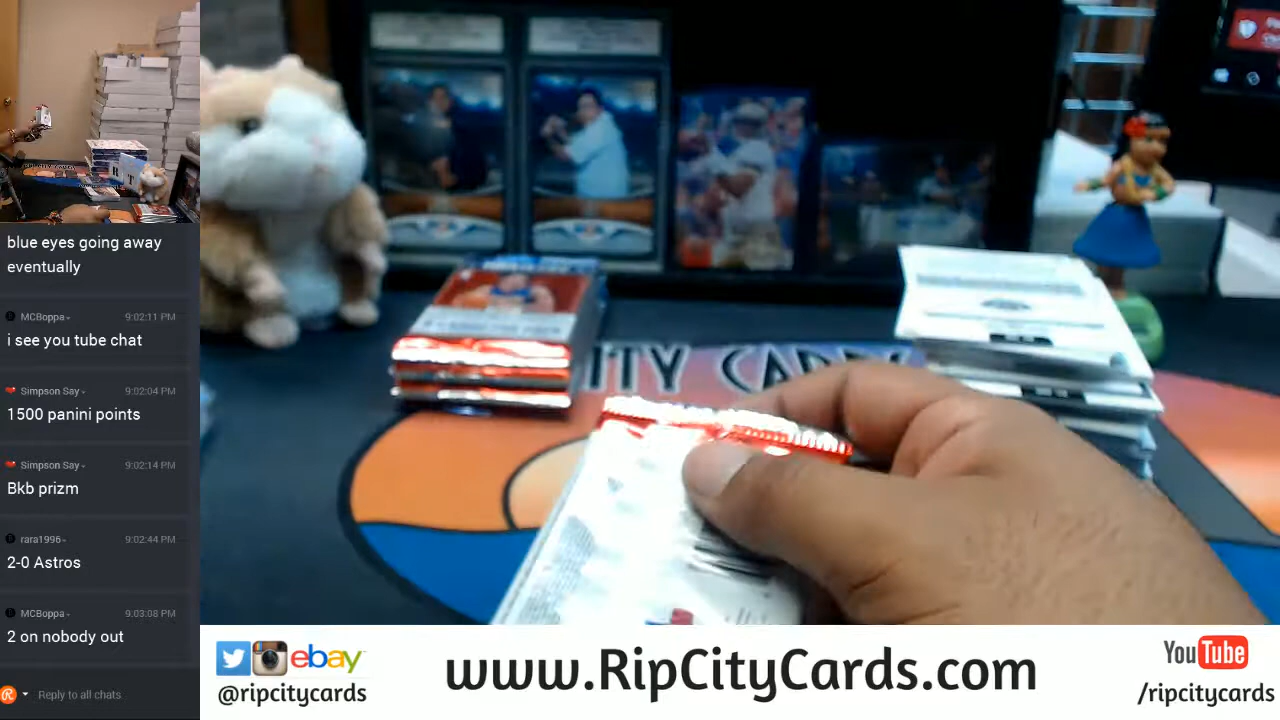 blue eyes going away
eventually
MCBoppa
9:02:11 PM
i see you tube chat
Simpson Say
9:02:04 PM
1500 panini points
Simpson Say
9:02:14 PM
Bkb prizm
rara1996
9:02:44 PM
2-0 Astros
MCBoppa
9:03:08 PM
2 on nobody out
Reply to all chats
CITY CARDS
ebay
@ripcitycards
www.RipCityCards.com
YouTube
/ripcitycards